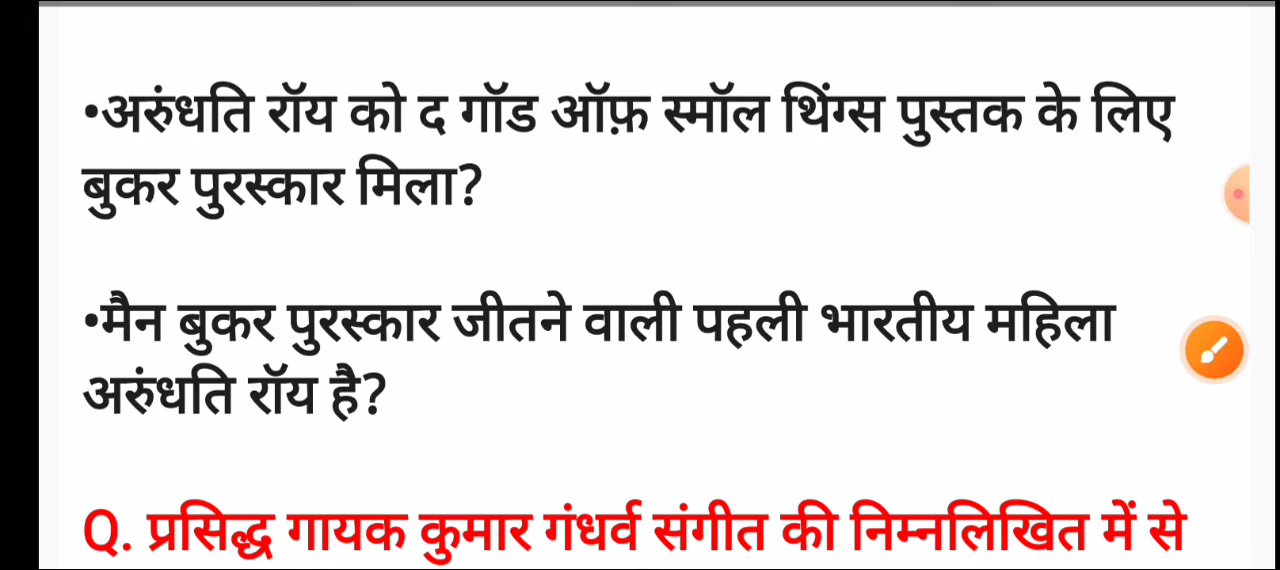 •अरुंधति रॉय को द गॉड ऑफ़ स्मॉल थिंग्स पुस्तक के लिए
बुकर पुरस्कार मिला?
•मैन बुकर पुरस्कार जीतने वाली पहली भारतीय महिला
अरुंधति रॉय है?
Q. प्रसिद्ध गायक कुमार गंधर्व संगीत की निम्नलिखित में से